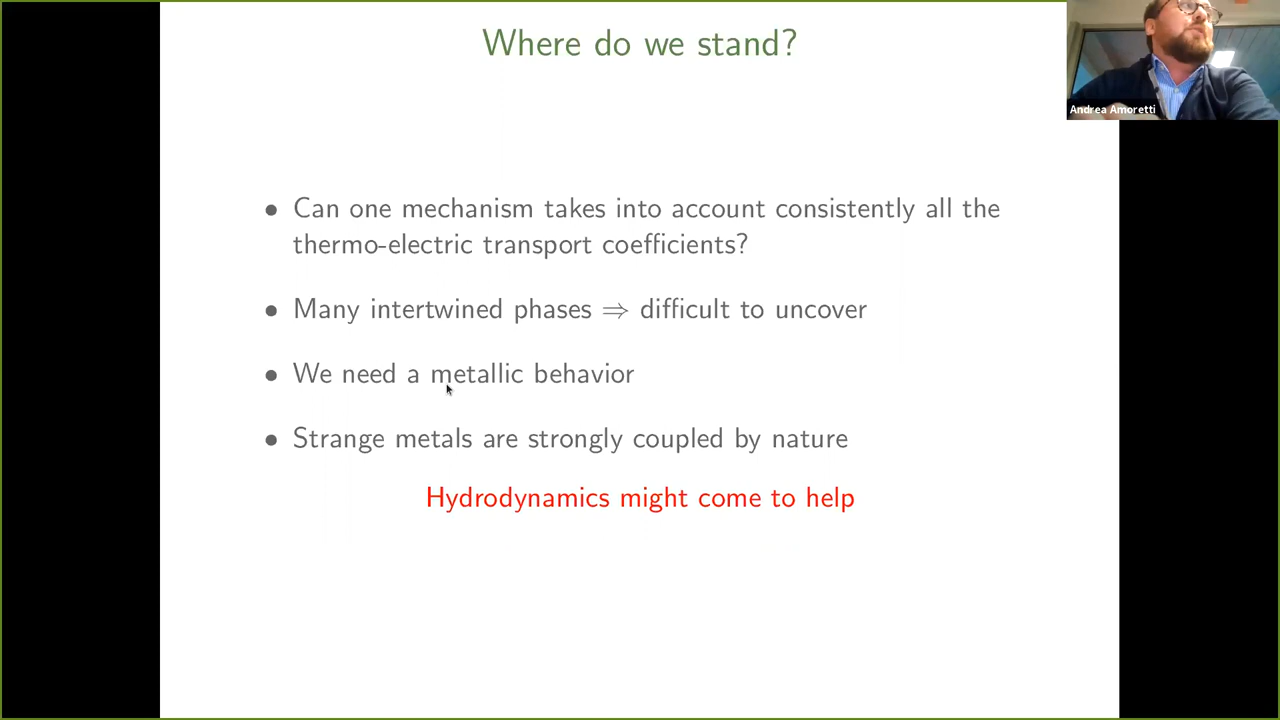 Where do we stand?
Andrea Amoretti
• Can one mechanism takes into account consistently all the
thermo-electric transport coefficients?
• Many intertwined phases ⇒ difficult to uncover
• We need a metallic behavior
• Strange metals are strongly coupled by nature
Hydrodynamics might come to help